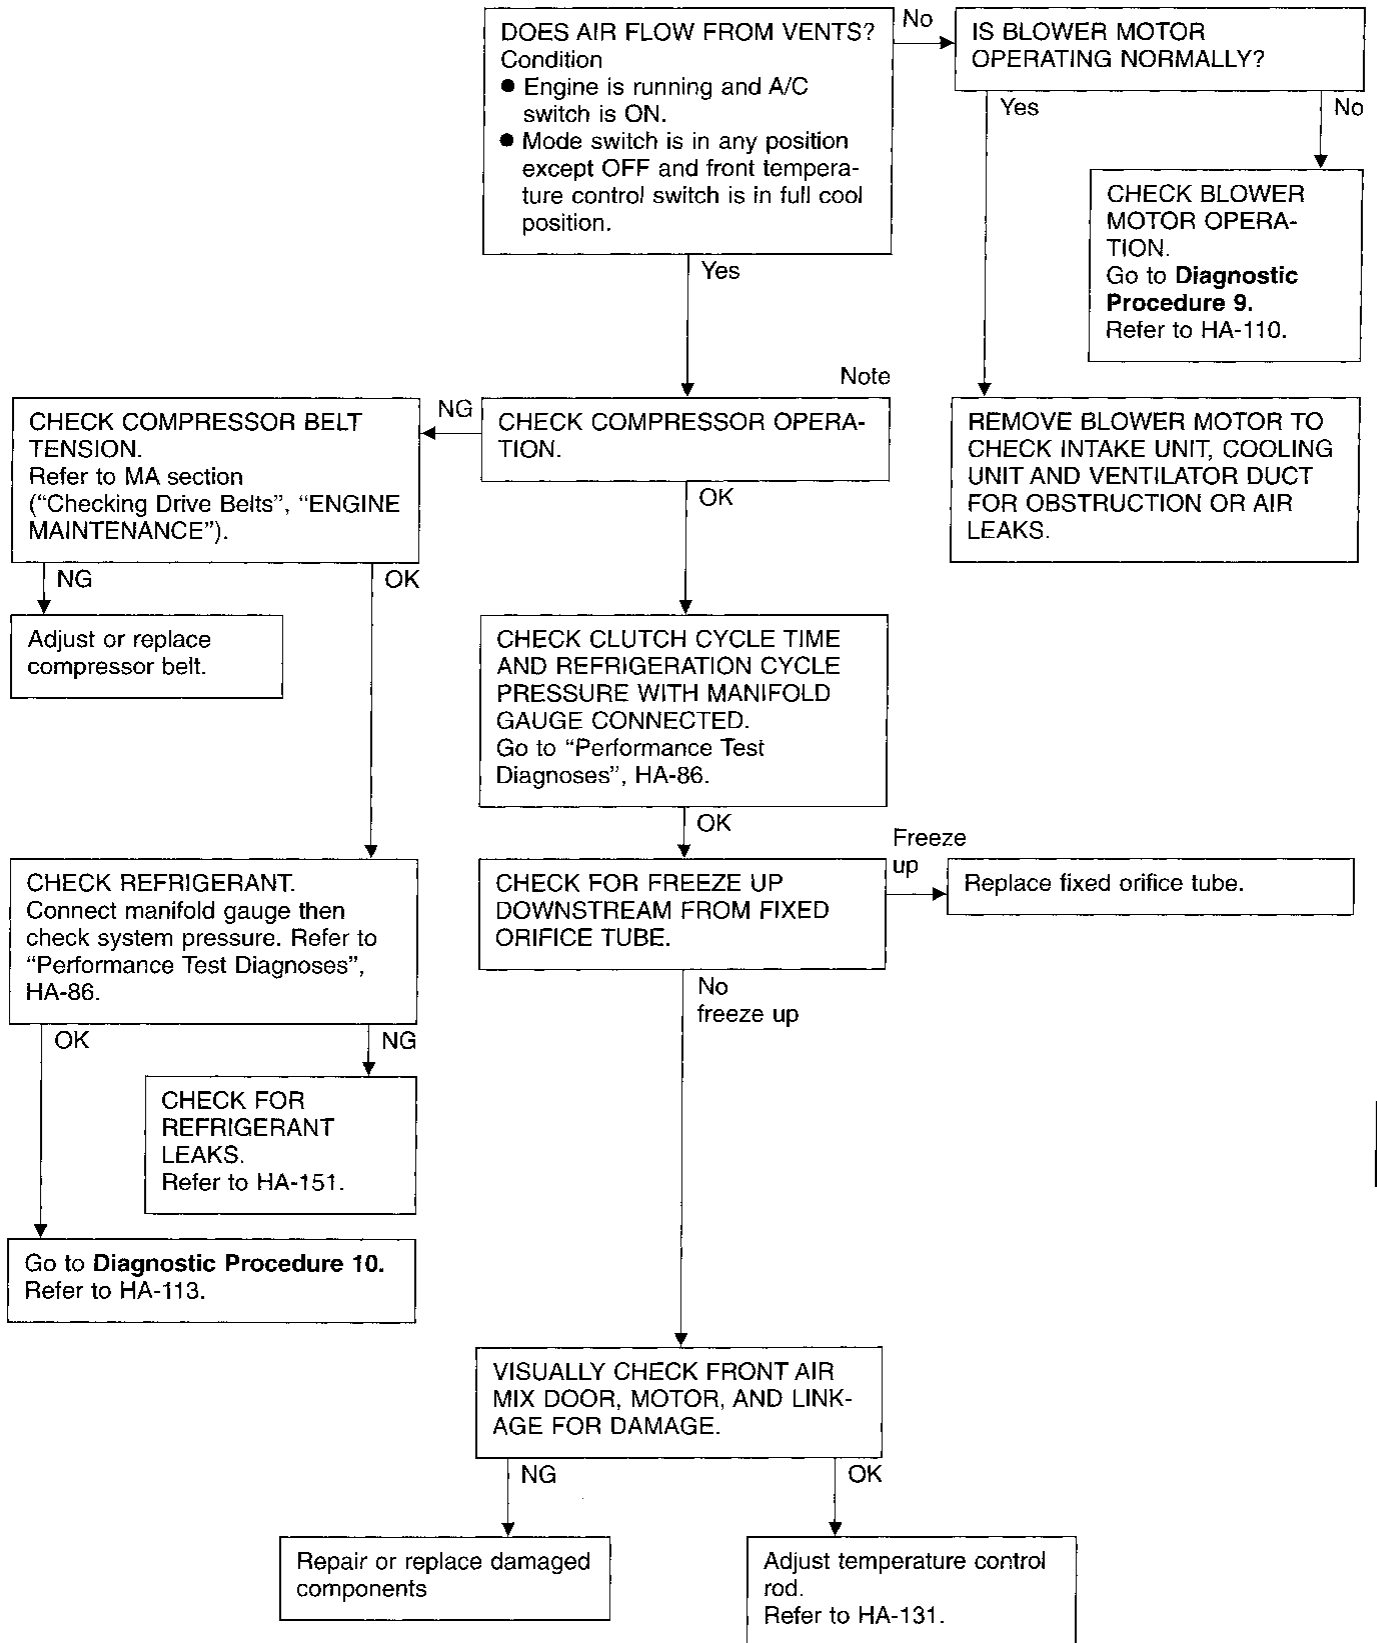 DOES AIR FLOW FROM VENTS?
Condition
● Engine is running and A/C
switch is ON.
● Mode switch is in any position
except OFF and front tempera-
ture control switch is in full cool
position.
No
IS BLOWER MOTOR
OPERATING NORMALLY?
Yes
No
CHECK BLOWER
MOTOR OPERA-
TION.
Go to Diagnostic
Procedure 9.
Refer to HA-110.
Yes
Note
CHECK COMPRESSOR BELT
TENSION.
Refer to MA section
(“Checking Drive Belts”, “ENGINE
MAINTENANCE”).
NG
CHECK COMPRESSOR OPERA-
TION.
REMOVE BLOWER MOTOR TO
CHECK INTAKE UNIT, COOLING
UNIT AND VENTILATOR DUCT
FOR OBSTRUCTION OR AIR
LEAKS.
OK
NG
OK
Adjust or replace
compressor belt.
CHECK CLUTCH CYCLE TIME
AND REFRIGERATION CYCLE
PRESSURE WITH MANIFOLD
GAUGE CONNECTED.
Go to “Performance Test
Diagnoses”, HA-86.
OK
CHECK REFRIGERANT.
Connect manifold gauge then
check system pressure. Refer to
“Performance Test Diagnoses”,
HA-86.
CHECK FOR FREEZE UP
DOWNSTREAM FROM FIXED
ORIFICE TUBE.
Freeze
up
Replace fixed orifice tube.
No
freeze up
OK
NG
CHECK FOR
REFRIGERANT
LEAKS.
Refer to HA-151.
Go to Diagnostic Procedure 10.
Refer to HA-113.
VISUALLY CHECK FRONT AIR
MIX DOOR, MOTOR, AND LINK-
AGE FOR DAMAGE.
NG
OK
Repair or replace damaged
components
Adjust temperature control
rod.
Refer to HA-131.